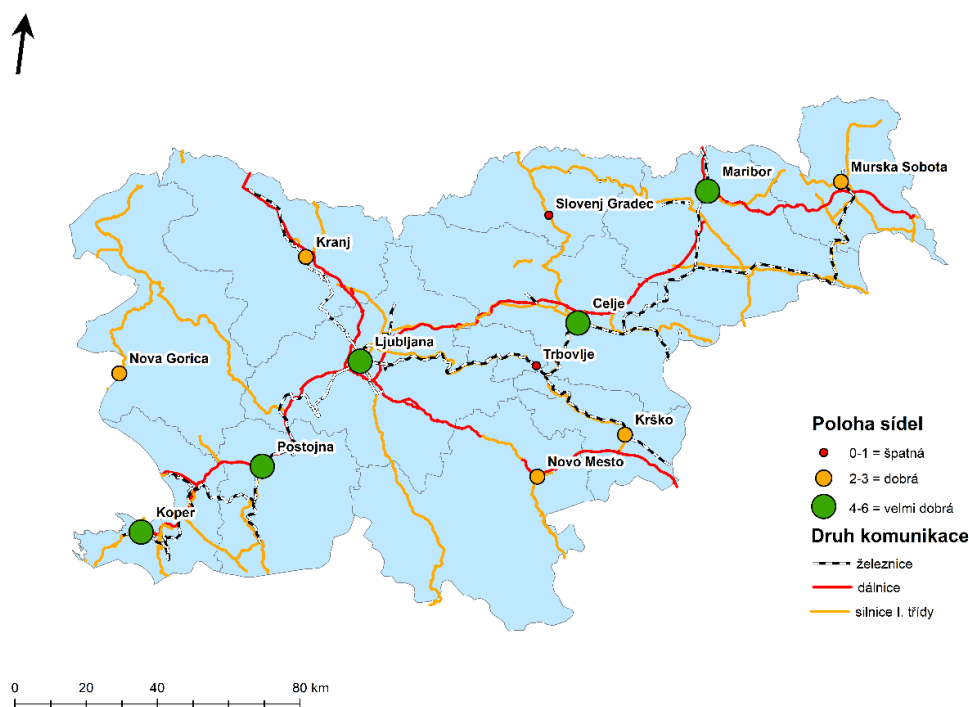 Murska Sobota
Maribor
Slovenj Gradec
Kranj
Celje
Ljubljana
Nova Gorica
Trbovlje
Krško
Postojna
Novo Mesto
Koper
Poloha sídel
0-1 = špatná
2-3 = dobrá
4-6 = velmi dobrá
Druh komunikace
železnice
dálnice
silnice I. třídy
0 20 40 80 km